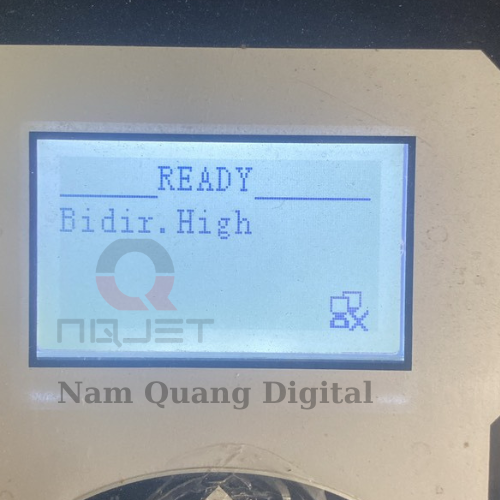 READY
Bidir.High
NQJET
Nam Quang Digital